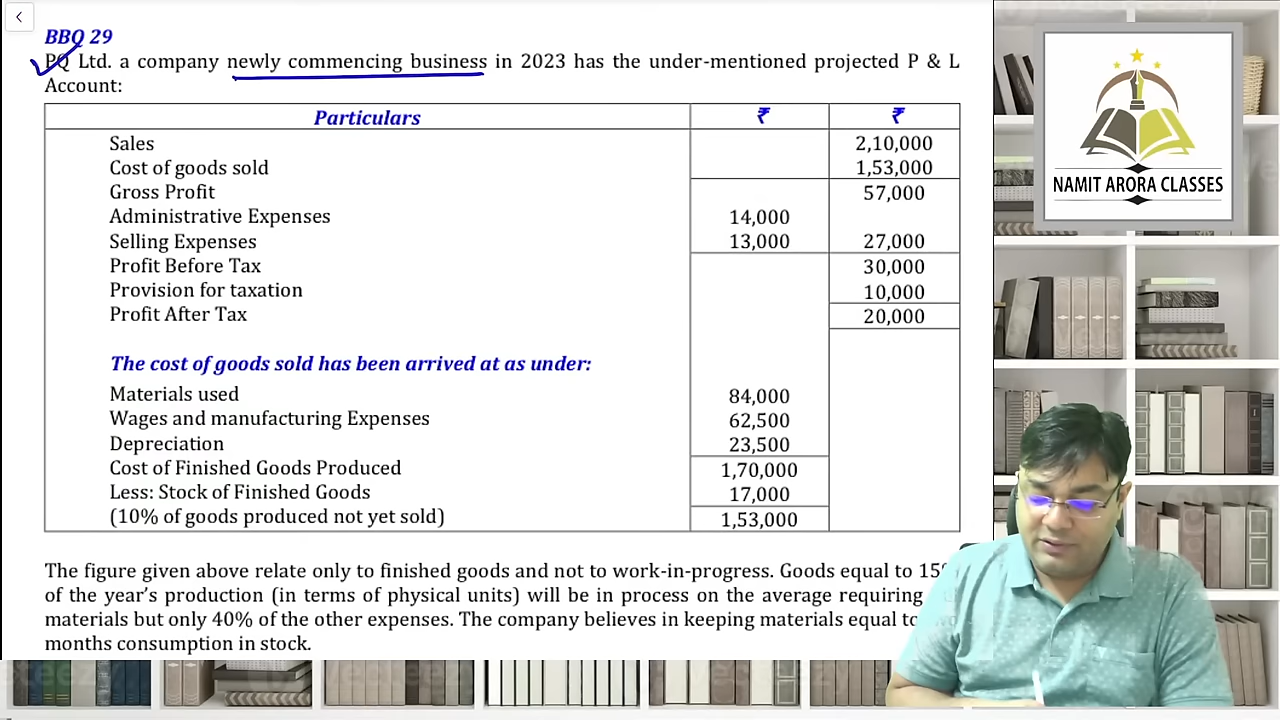 BBQ 29
PQ Ltd. a company newly commencing business in 2023 has the under-mentioned projected P & L
Account:
Particulars ₹ ₹
Sales 2,10,000
Cost of goods sold 1,53,000
Gross Profit 57,000
Administrative Expenses 14,000
Selling Expenses 13,000 27,000
Profit Before Tax 30,000
Provision for taxation 10,000
Profit After Tax 20,000
The cost of goods sold has been arrived at as under:
Materials used 84,000
Wages and manufacturing Expenses 62,500
Depreciation 23,500
Cost of Finished Goods Produced 1,70,000
Less: Stock of Finished Goods 17,000
(10% of goods produced not yet sold) 1,53,000
The figure given above relate only to finished goods and not to work-in-progress. Goods equal to 15%
of the year's production (in terms of physical units) will be in process on the average requiring
materials but only 40% of the other expenses. The company believes in keeping materials equal to
months consumption in stock.
NAMIT ARORA CLASSES